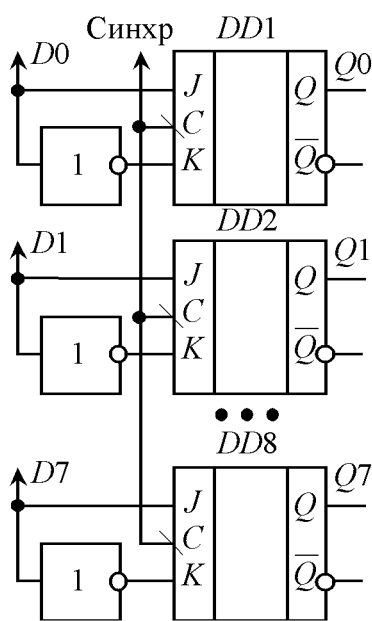 Синхр DD1
D0 Q0
J Q
C
1 K Q̅
DD2
D1 Q1
J Q
C
1 K Q̅
• • •
DD8
D7 Q7
J Q
C
1 K Q̅